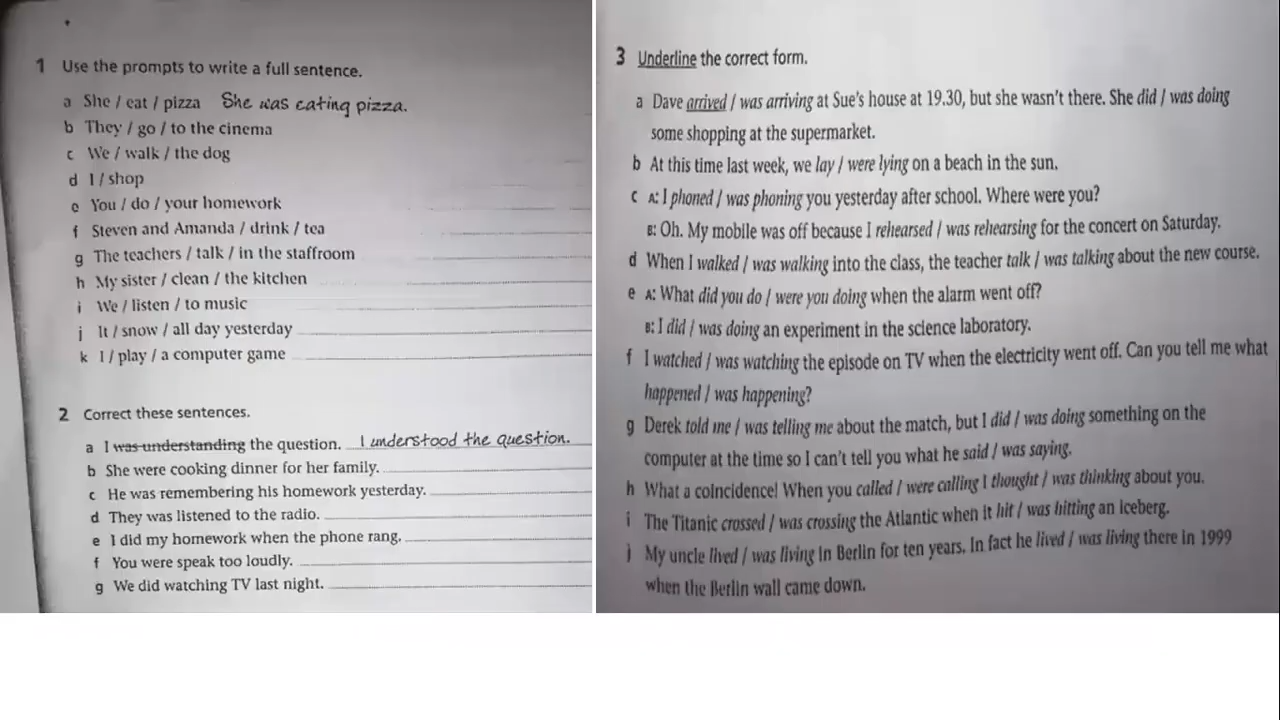 1 Use the prompts to write a full sentence.
a She / eat / pizza She was eating pizza.
b They / go / to the cinema
c We / walk / the dog
d I / shop
e You / do / your homework
f Steven and Amanda / drink / tea
g The teachers / talk / in the staffroom
h My sister / clean / the kitchen
i We / listen / to music
j It / snow / all day yesterday
k I / play / a computer game
2 Correct these sentences.
a I was understanding the question. I understood the question.
b She were cooking dinner for her family.
c He was remembering his homework yesterday.
d They was listened to the radio.
e I did my homework when the phone rang.
f You were speak too loudly.
g We did watching TV last night.
3 Underline the correct form.
a Dave arrived / was arriving at Sue's house at 19.30, but she wasn't there. She did / was doing
some shopping at the supermarket.
b At this time last week, we lay / were lying on a beach in the sun.
c A: I phoned / was phoning you yesterday after school. Where were you?
B: Oh. My mobile was off because I rehearsed / was rehearsing for the concert on Saturday.
d When I walked / was walking into the class, the teacher talk / was talking about the new course.
e A: What did you do / were you doing when the alarm went off?
B: I did / was doing an experiment in the science laboratory.
f I watched / was watching the episode on TV when the electricity went off. Can you tell me what
happened / was happening?
g Derek told me / was telling me about the match, but I did / was doing something on the
computer at the time so I can't tell you what he said / was saying.
h What a coincidence! When you called / were calling I thought / was thinking about you.
i The Titanic crossed / was crossing the Atlantic when it hit / was hitting an iceberg.
j My uncle lived / was living in Berlin for ten years. In fact he lived / was living there in 1999
when the Berlin wall came down.